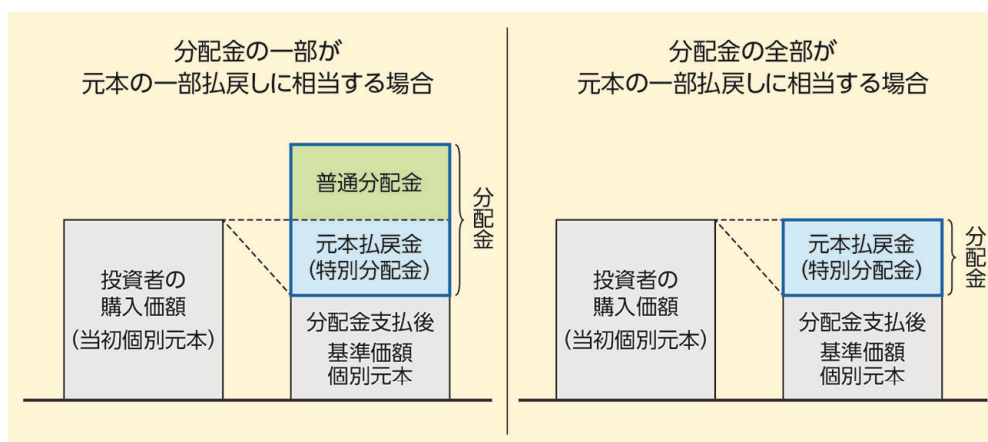 分配金の一部が
元本の一部払戻しに相当する場合
普通分配金
元本払戻金
(特別分配金)
分配金
投資者の
購入価額
(当初個別元本)
分配金支払後
基準価額
個別元本
分配金の全部が
元本の一部払戻しに相当する場合
元本払戻金
(特別分配金)
分配金
投資者の
購入価額
(当初個別元本)
分配金支払後
基準価額
個別元本